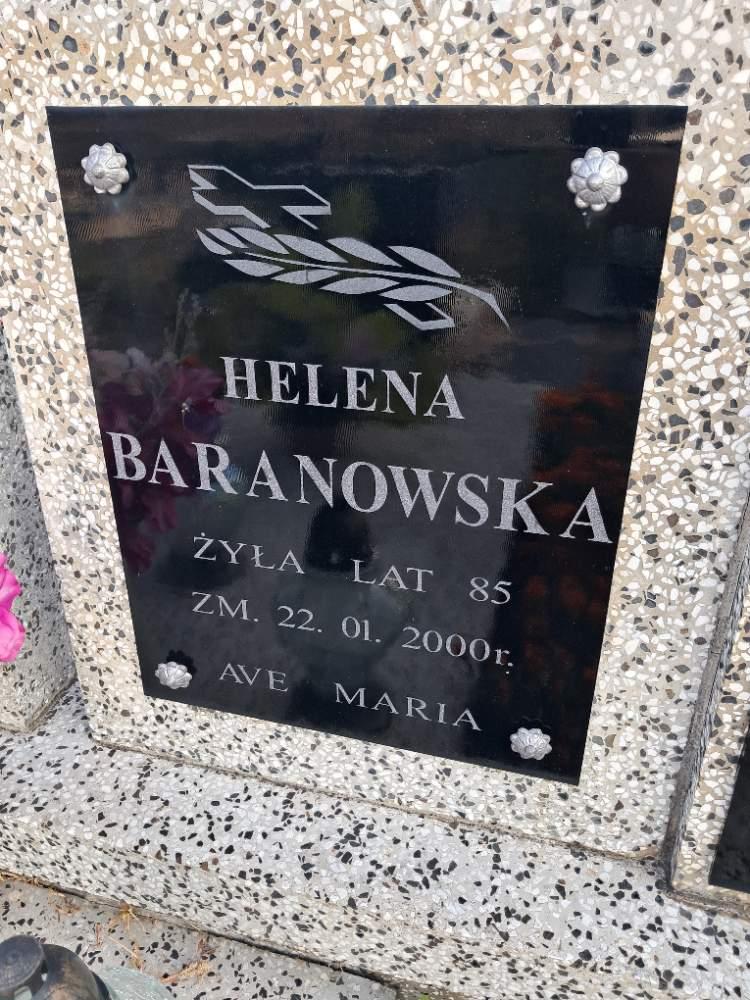 HELENA
BARANOWSKA
ŻYŁA LAT 85
ZM. 22. 01. 2000r.
AVE MARIA